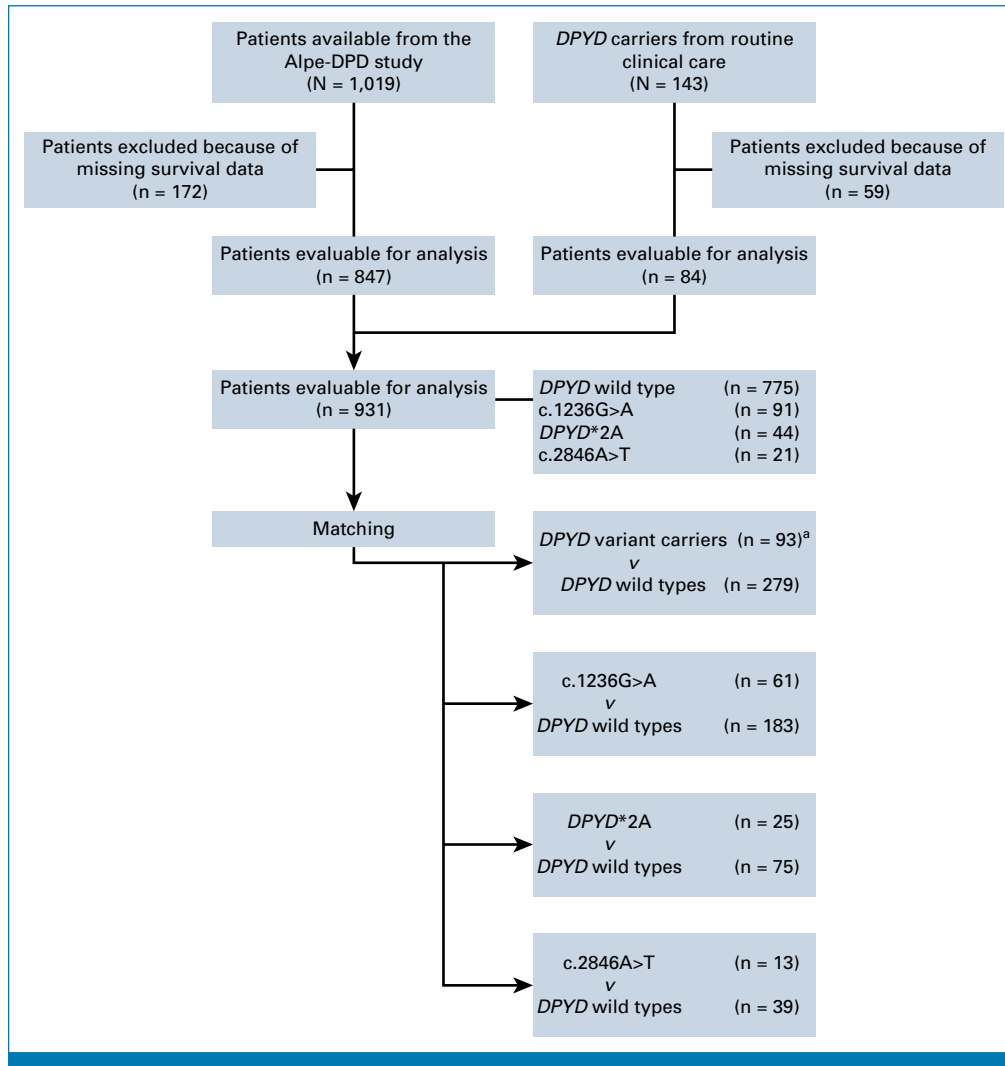 Patients available from the
Alpe-DPD study
(N = 1,019)
DPYD carriers from routine
clinical care
(N = 143)
Patients excluded because of
missing survival data
(n = 172)
Patients excluded because of
missing survival data
(n = 59)
Patients evaluable for analysis
(n = 847)
Patients evaluable for analysis
(n = 84)
Patients evaluable for analysis
(n = 931)
DPYD wild type (n = 775)
c.1236G>A (n = 91)
DPYD*2A (n = 44)
c.2846A>T (n = 21)
Matching
DPYD variant carriers (n = 93)a
v
DPYD wild types (n = 279)
c.1236G>A (n = 61)
v
DPYD wild types (n = 183)
DPYD*2A (n = 25)
v
DPYD wild types (n = 75)
c.2846A>T (n = 13)
v
DPYD wild types (n = 39)